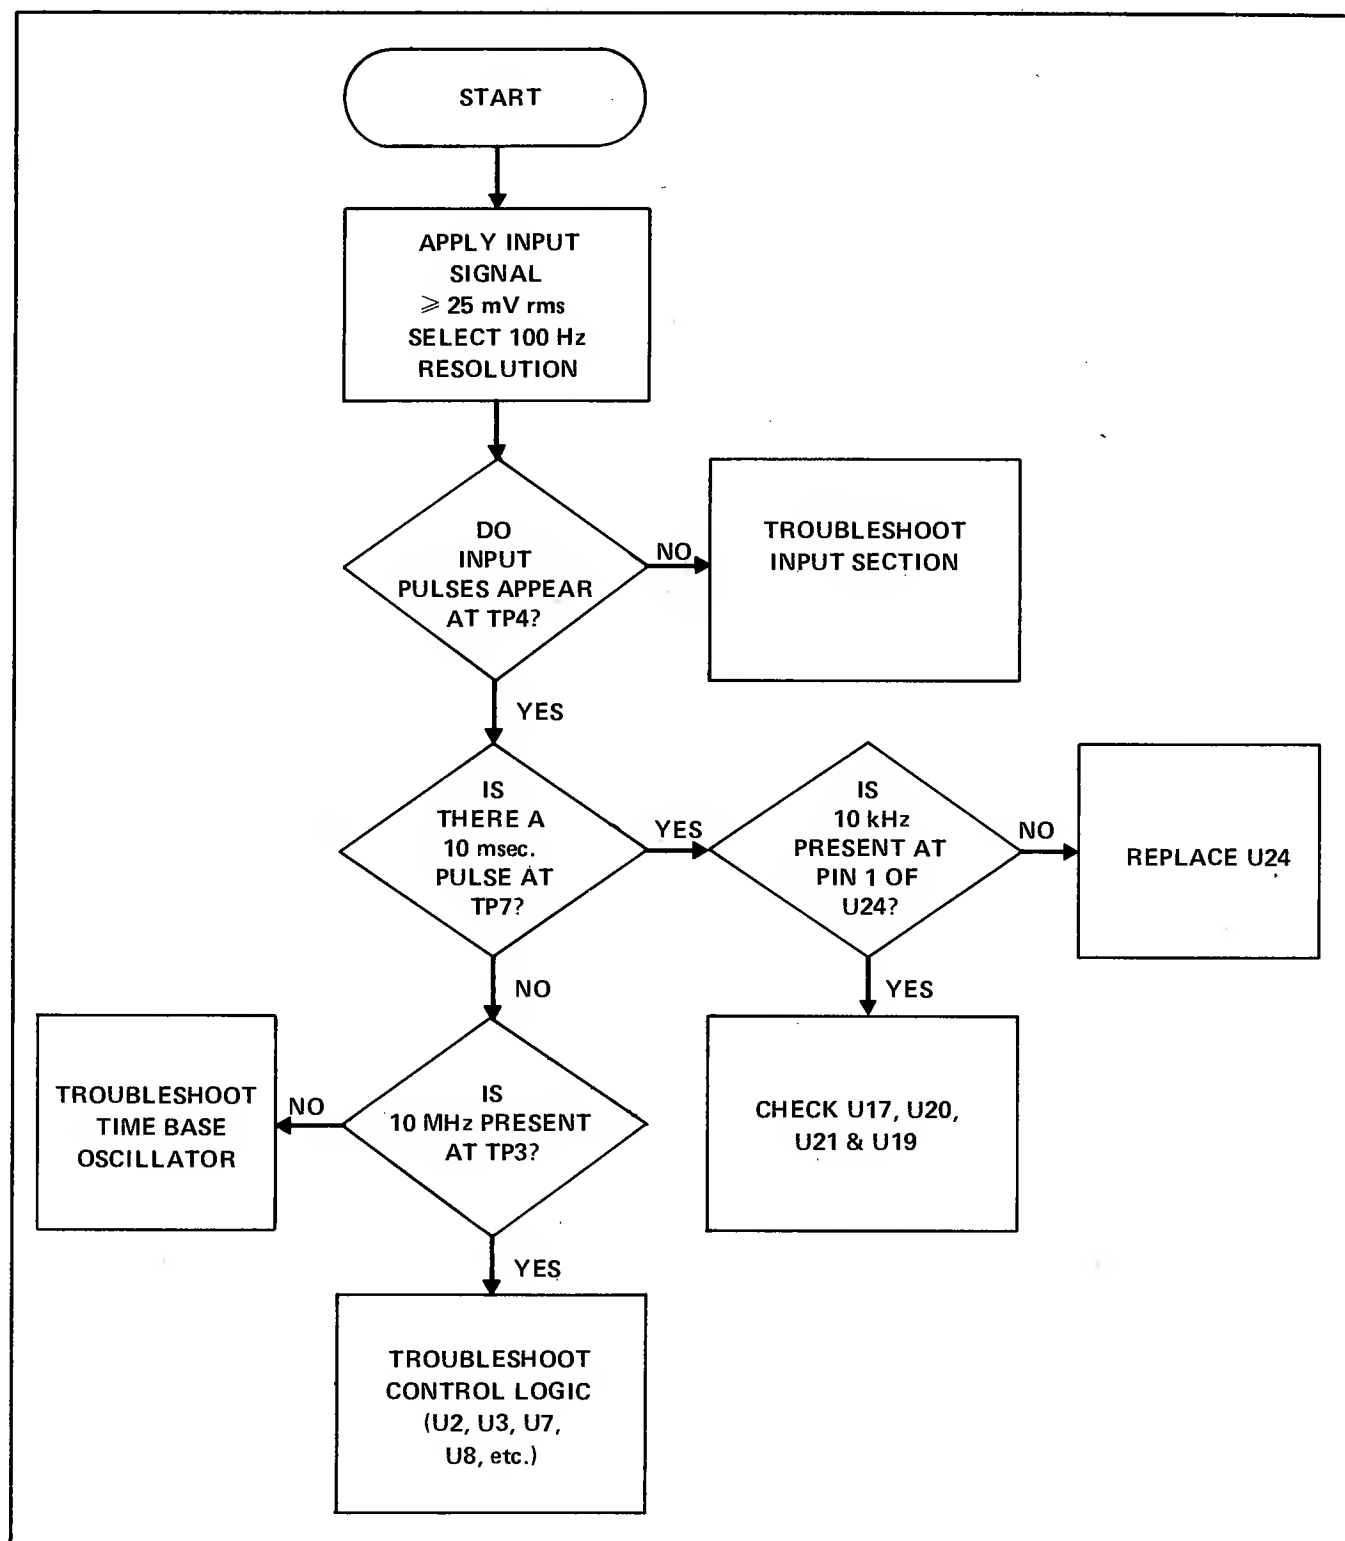 START
APPLY INPUT
SIGNAL
⩾ 25 mV rms
SELECT 100 Hz
RESOLUTION
DO
INPUT
PULSES APPEAR
AT TP4?
NO
TROUBLESHOOT
INPUT SECTION
YES
IS
THERE A
10 msec.
PULSE AT
TP7?
YES
IS
10 kHz
PRESENT AT
PIN 1 OF
U24?
NO
REPLACE U24
NO
YES
TROUBLESHOOT
TIME BASE
OSCILLATOR
NO
IS
10 MHz PRESENT
AT TP3?
CHECK U17, U20,
U21 & U19
YES
TROUBLESHOOT
CONTROL LOGIC
(U2, U3, U7,
U8, etc.)